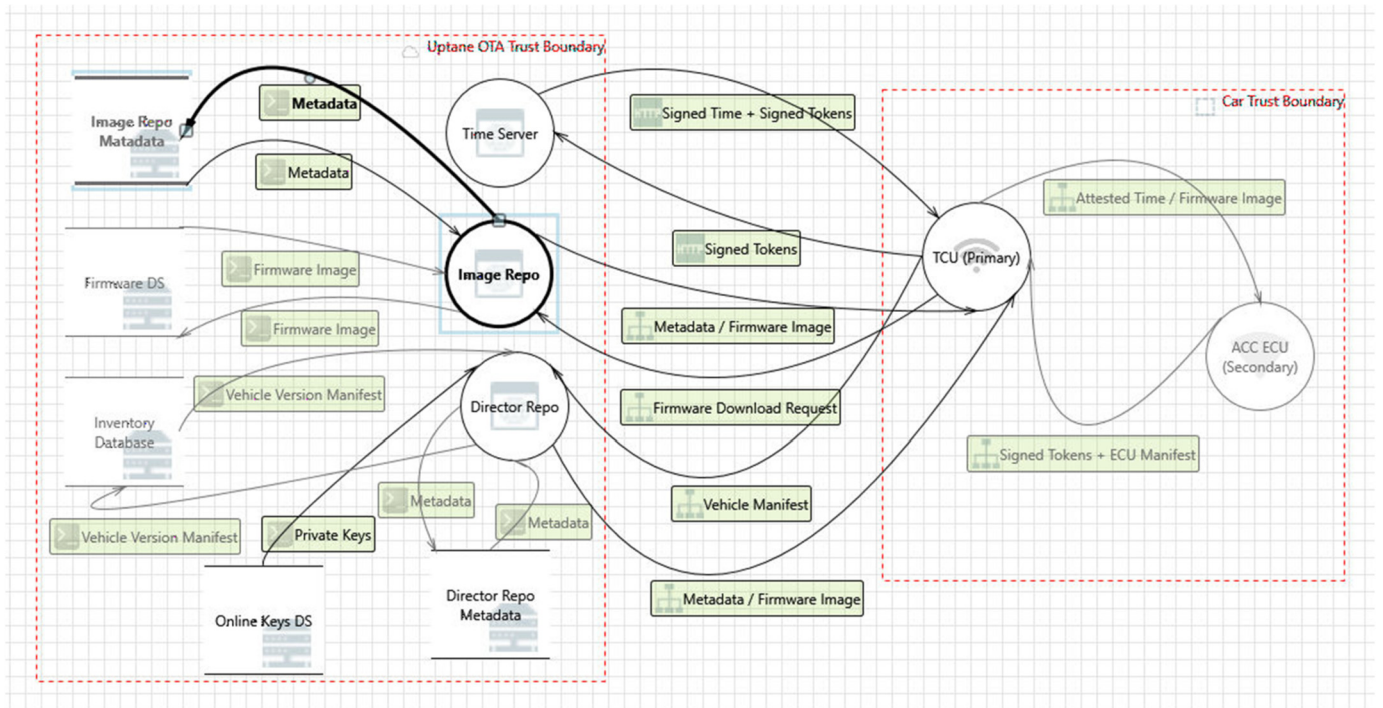 Uptane OTA Trust Boundary
Car Trust Boundary
Image Repo
Matadata
Metadata
Metadata
Time Server
Signed Time + Signed Tokens
Signed Tokens
TCU (Primary)
Attested Time / Firmware Image
Firmware DS
Firmware Image
Firmware Image
Image Repo
Metadata / Firmware Image
Firmware Download Request
ACC ECU
(Secondary)
Signed Tokens + ECU Manifest
Inventory
Database
Vehicle Version Manifest
Director Repo
Vehicle Manifest
Vehicle Version Manifest
Private Keys
Metadata
Metadata
Metadata / Firmware Image
Online Keys DS
Director Repo
Metadata
HTTP
HTTP